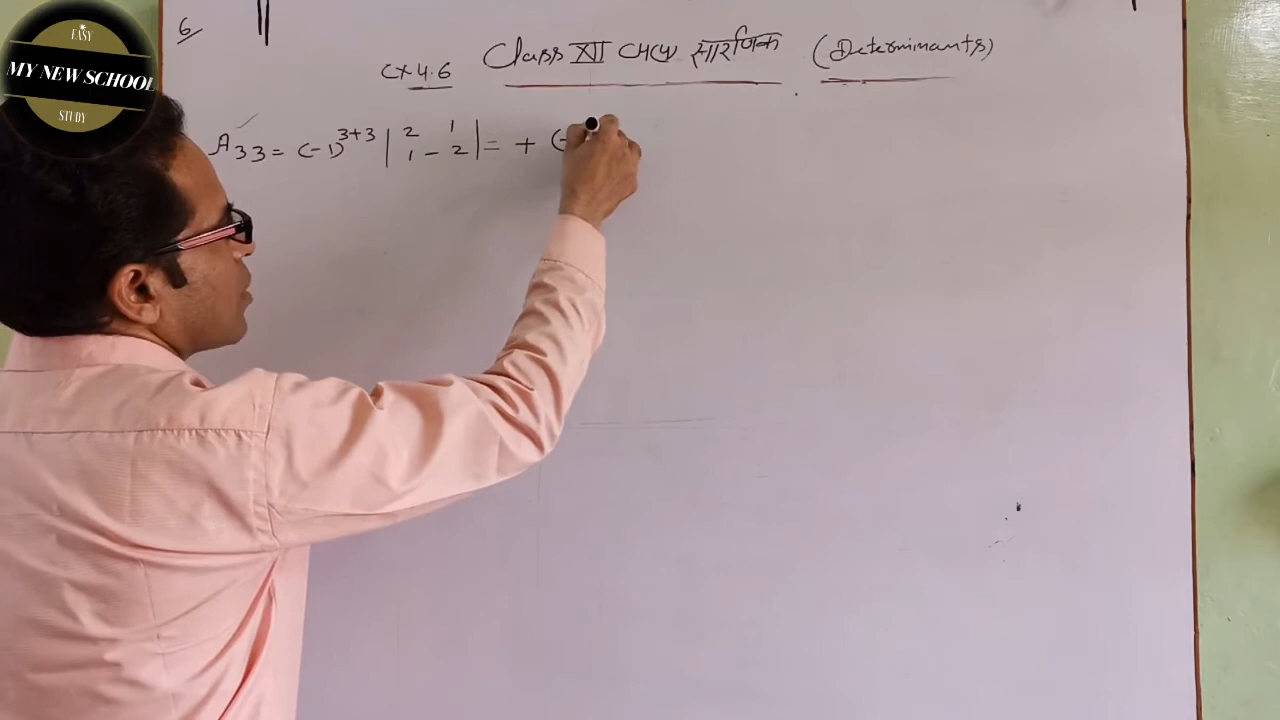 EASY
MY NEW SCHOOL
STUDY
6
Class XII CH 4 सारणिक (Determinants)
Ex 4.6
A33 = (-1)^3+3 | 2 1 | = + (-
1 -2